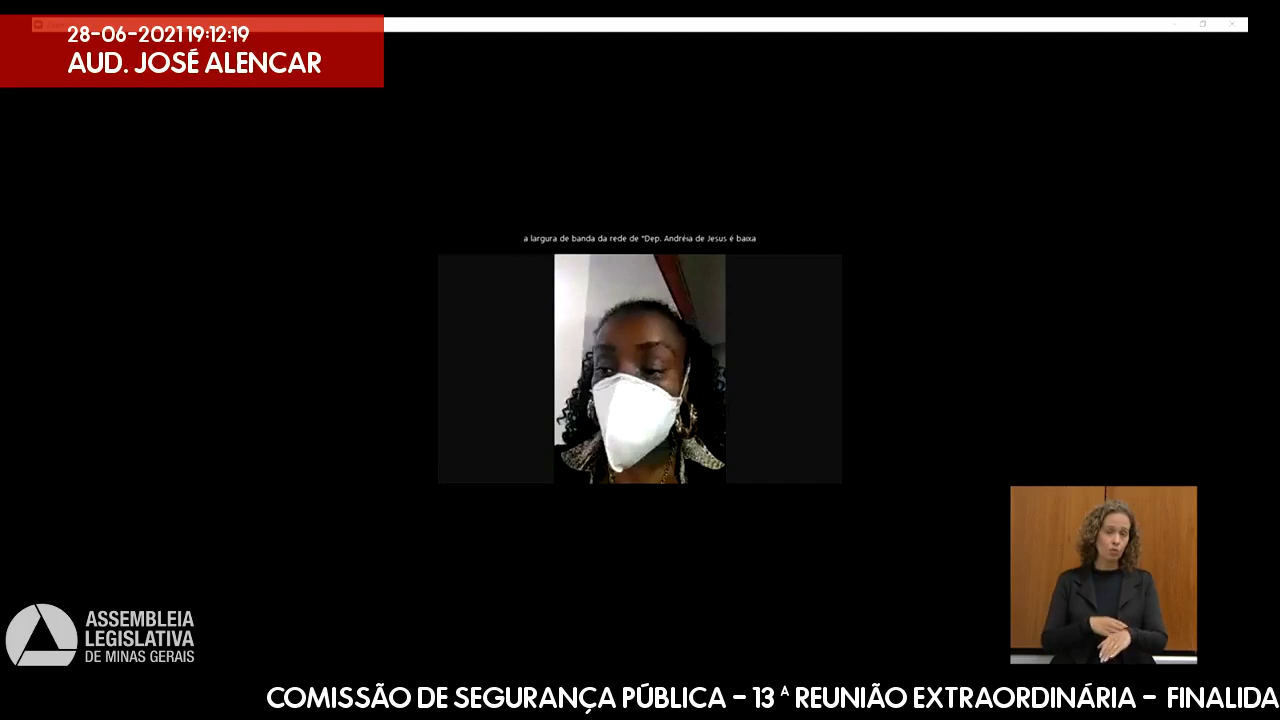 28-06-2021 19:12:19
AUD. JOSÉ ALENCAR
a largura de banda da rede de "Dep. Andréia de Jesus é baixa
ASSEMBLEIA
LEGISLATIVA
DE MINAS GERAIS
COMISSÃO DE SEGURANÇA PÚBLICA - 13 ª REUNIÃO EXTRAORDINÁRIA - FINALIDA